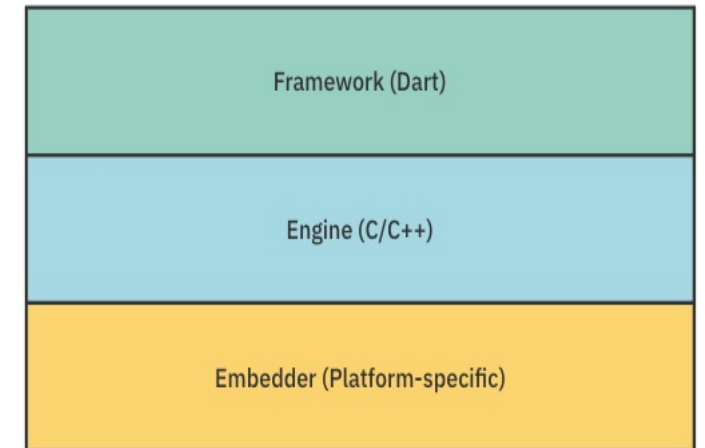 Framework (Dart)
Engine (C/C++)
Embedder (Platform-specific)